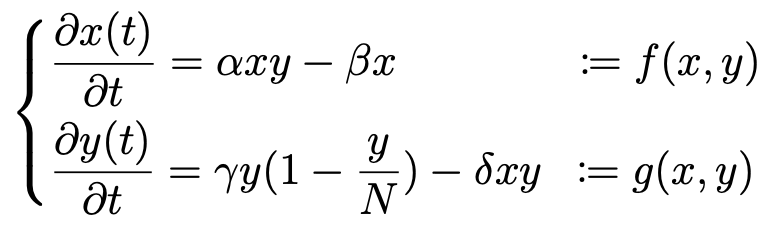 ∂x(t)/∂t = αxy − βx := f(x, y)
∂y(t)/∂t = γy(1 − y/N) − δxy := g(x, y)